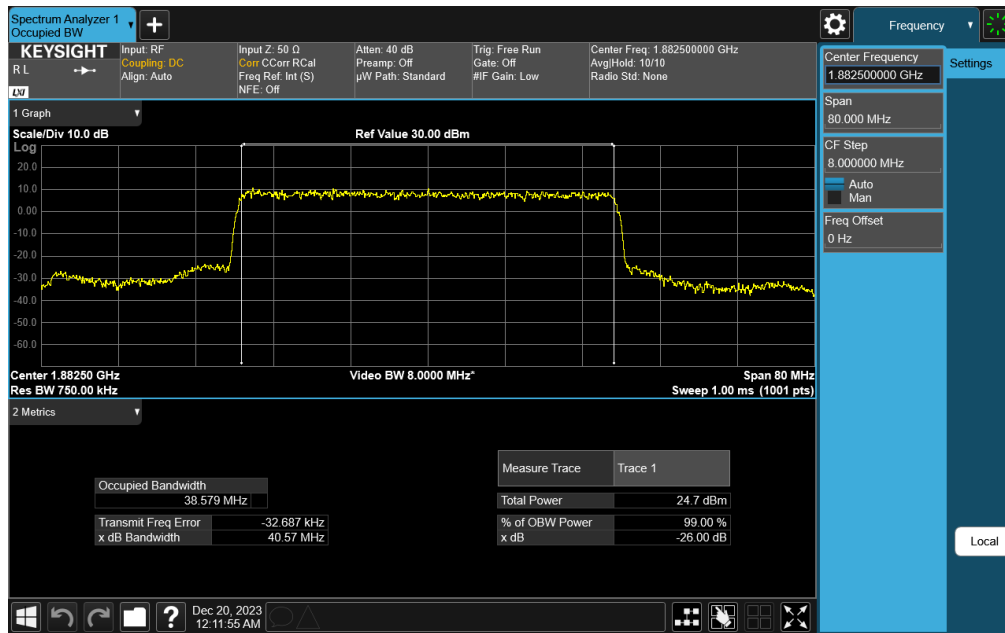 Spectrum Analyzer 1
Occupied BW
Frequency
KEYSIGHT
R L
LXI
Input: RF
Coupling: DC
Align: Auto
Input Z: 50 Ω
Corr CCorr RCal
Freq Ref: Int (S)
NFE: Off
Atten: 40 dB
Preamp: Off
µW Path: Standard
Trig: Free Run
Gate: Off
#IF Gain: Low
Center Freq: 1.882500000 GHz
Avg|Hold: 10/10
Radio Std: None
Center Frequency
1.882500000 GHz
Settings
Span
80.000 MHz
CF Step
8.000000 MHz
Auto
Man
Freq Offset
0 Hz
Local
1 Graph
Scale/Div 10.0 dB
Ref Value 30.00 dBm
Log
20.0
10.0
0.00
-10.0
-20.0
-30.0
-40.0
-50.0
-60.0
Center 1.88250 GHz
Video BW 8.0000 MHz*
Span 80 MHz
Res BW 750.00 kHz
Sweep 1.00 ms (1001 pts)
2 Metrics
Occupied Bandwidth
38.579 MHz
Transmit Freq Error -32.687 kHz
x dB Bandwidth 40.57 MHz
Measure Trace Trace 1
Total Power 24.7 dBm
% of OBW Power 99.00 %
x dB -26.00 dB
?
Dec 20, 2023
12:11:55 AM